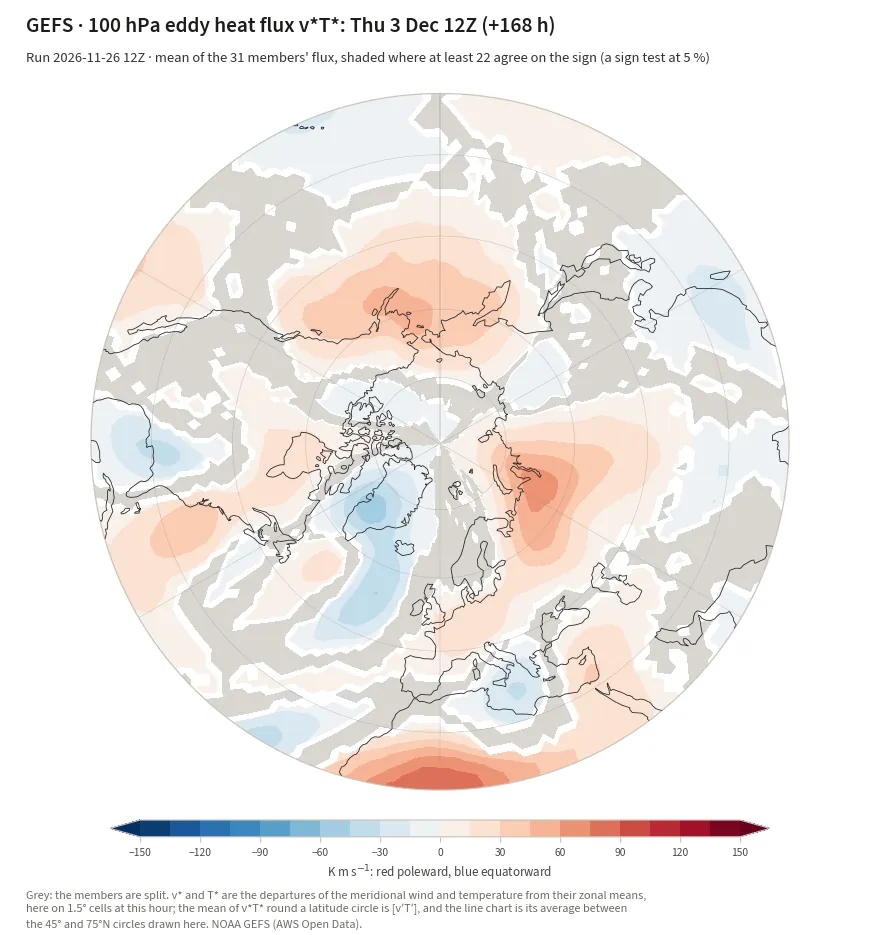 GEFS · 100 hPa eddy heat flux v*T*: Thu 3 Dec 12Z (+168 h)
Run 2026-11-26 12Z · mean of the 31 members' flux, shaded where at least 22 agree on the sign (a sign test at 5 %)
−150 −120 −90 −60 −30 0 30 60 90 120 150
K m s⁻¹: red poleward, blue equatorward
Grey: the members are split. v* and T* are the departures of the meridional wind and temperature from their zonal means,
here on 1.5° cells at this hour; the mean of v*T* round a latitude circle is [v'T'], and the line chart is its average between
the 45° and 75°N circles drawn here. NOAA GEFS (AWS Open Data).